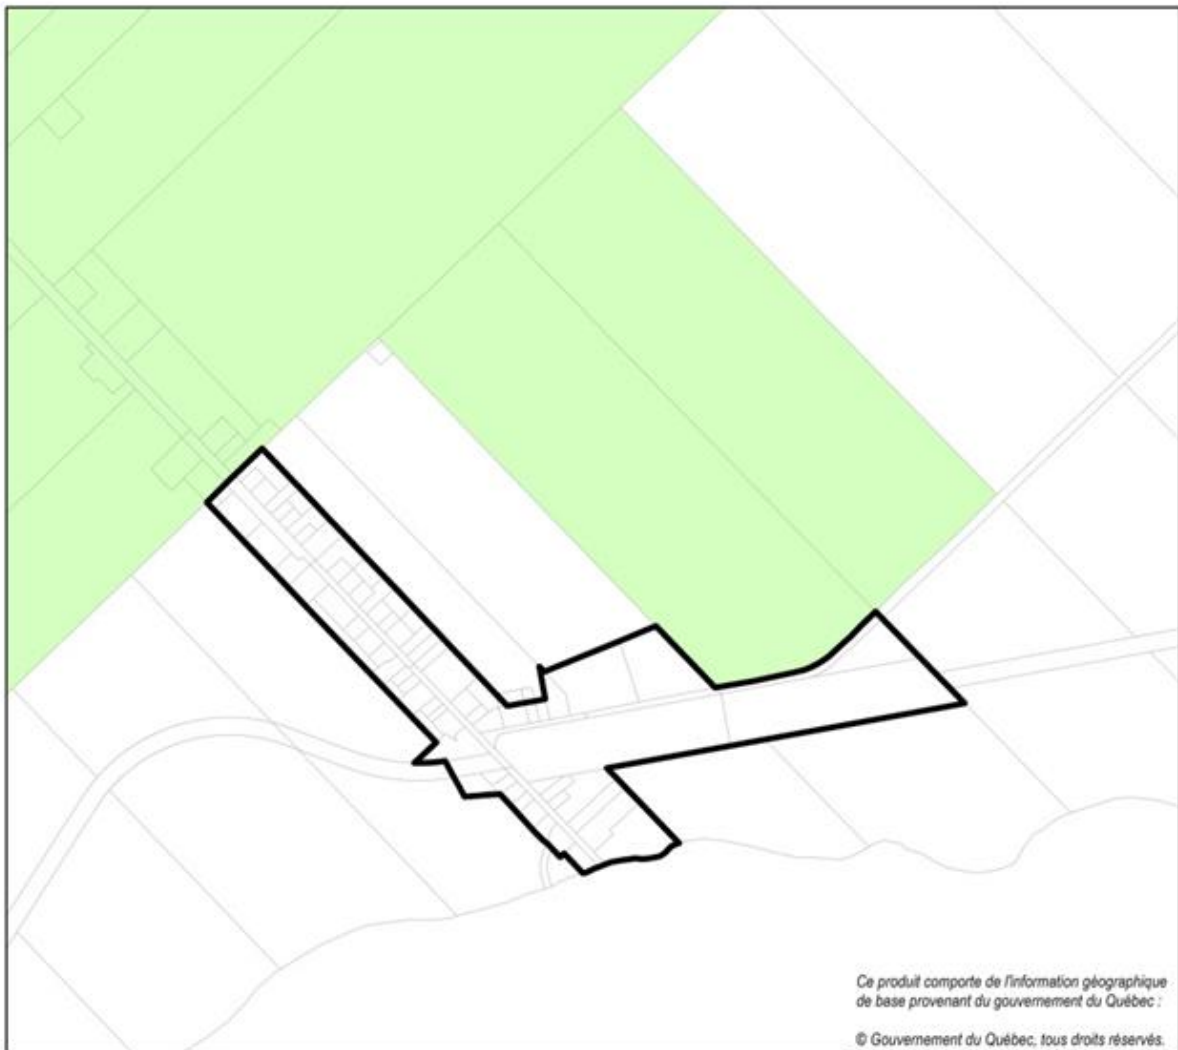 Ce produit comporte de l'information géographique
de base provenant du gouvernement du Québec :
© Gouvernement du Québec, tous droits réservés.